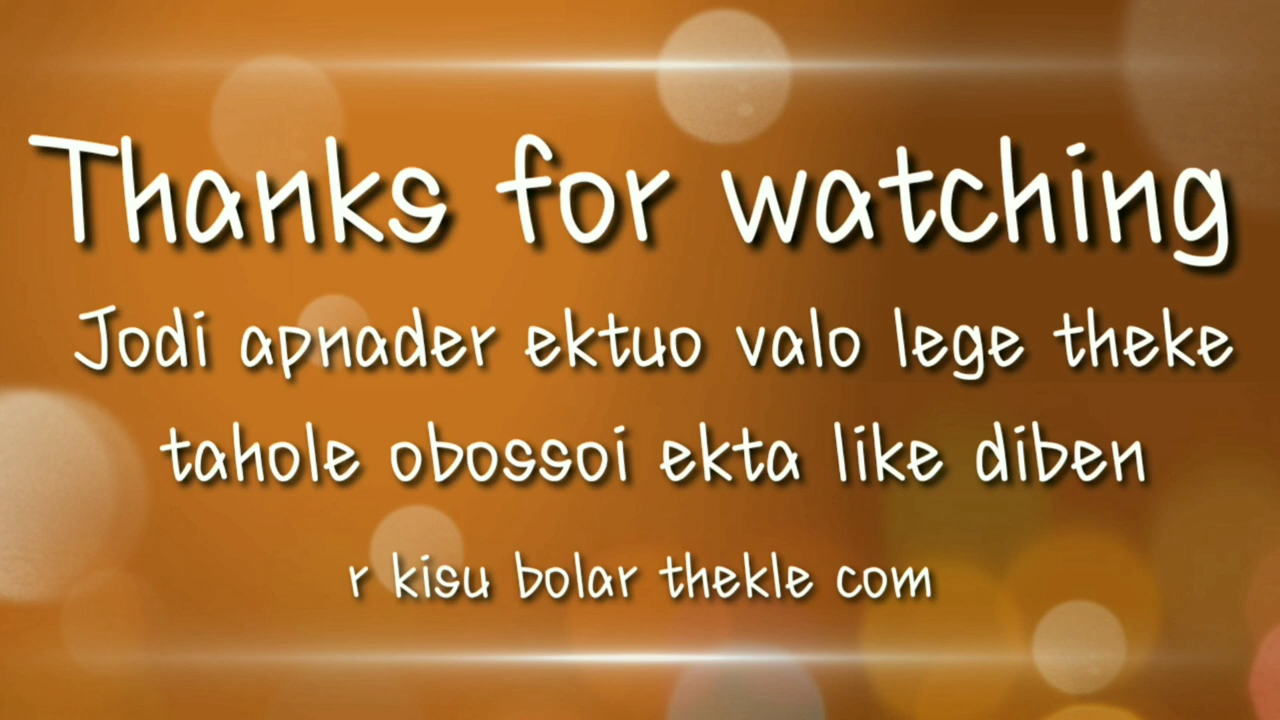 Thanks for watching
Jodi apnader ektuo valo lege theke
tahole obossoi ekta like diben
r kisu bolar thekle com